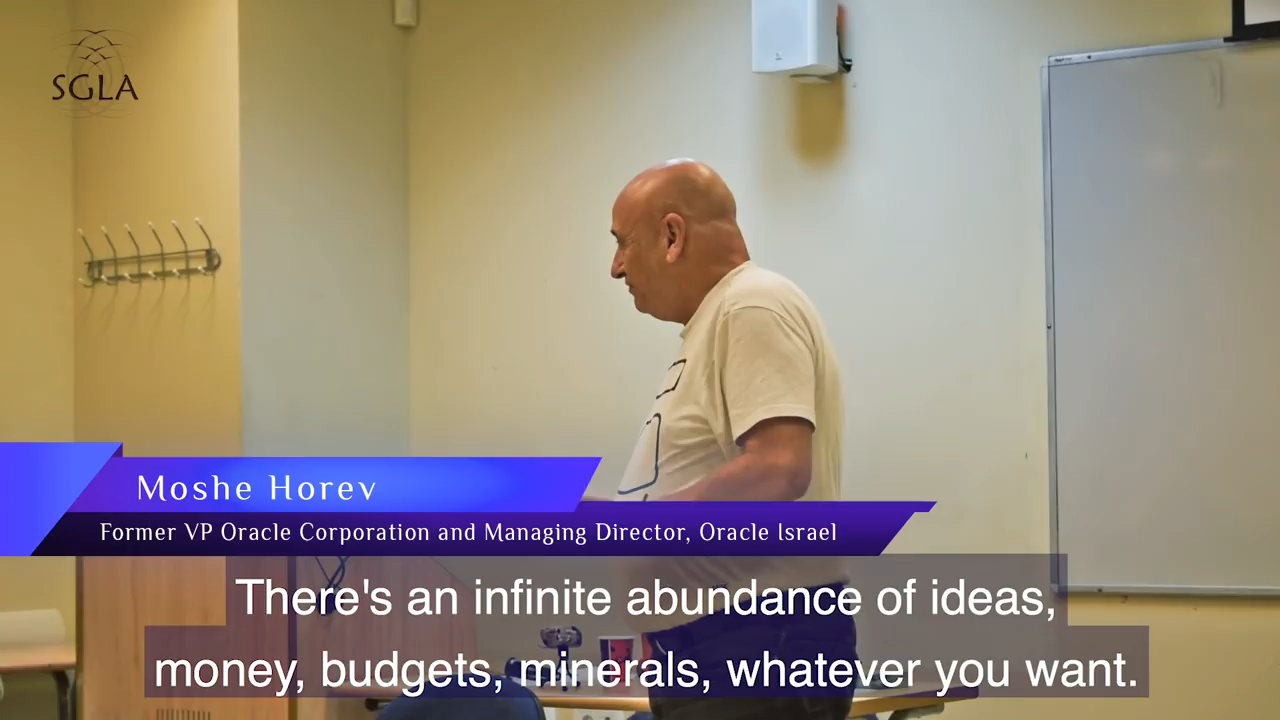 SGLA
Moshe Horev
Former VP Oracle Corporation and Managing Director, Oracle Israel
There's an infinite abundance of ideas,
money, budgets, minerals, whatever you want.